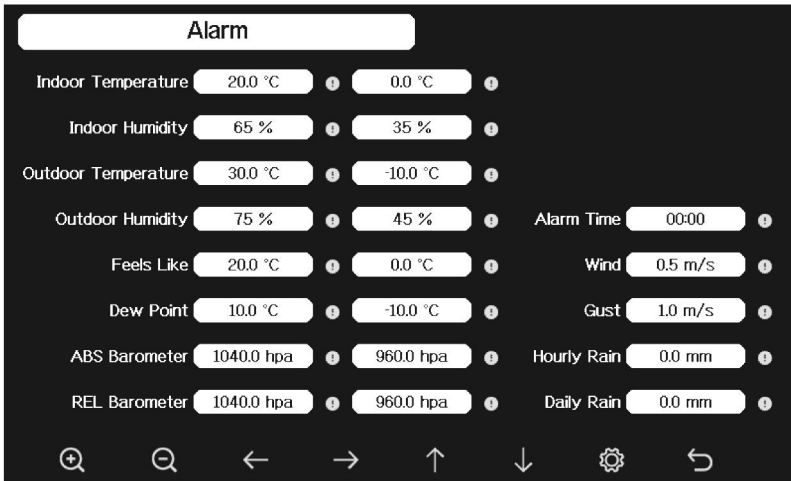 Alarm
Indoor Temperature 20.0 °C 0.0 °C
Indoor Humidity 65 % 35 %
Outdoor Temperature 30.0 °C -10.0 °C
Outdoor Humidity 75 % 45 % Alarm Time 00:00
Feels Like 20.0 °C 0.0 °C Wind 0.5 m/s
Dew Point 10.0 °C -10.0 °C Gust 1.0 m/s
ABS Barometer 1040.0 hpa 960.0 hpa Hourly Rain 0.0 mm
REL Barometer 1040.0 hpa 960.0 hpa Daily Rain 0.0 mm